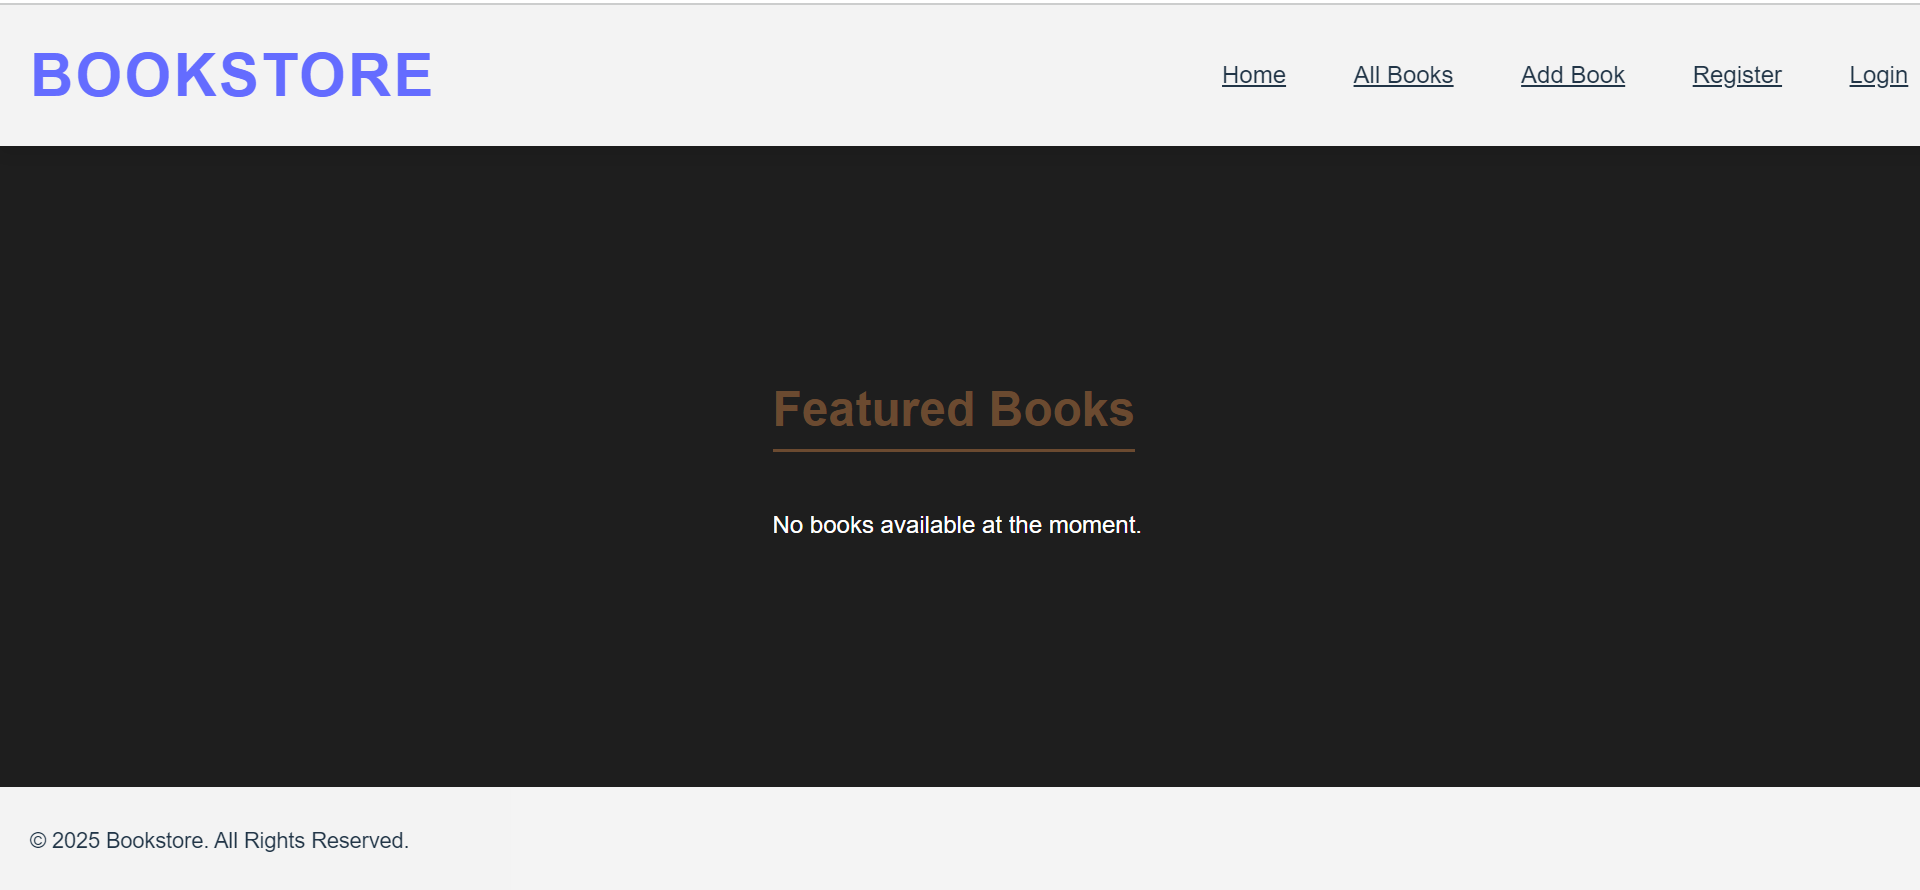 BOOKSTORE
Home All Books Add Book Register Login
Featured Books
No books available at the moment.
© 2025 Bookstore. All Rights Reserved.